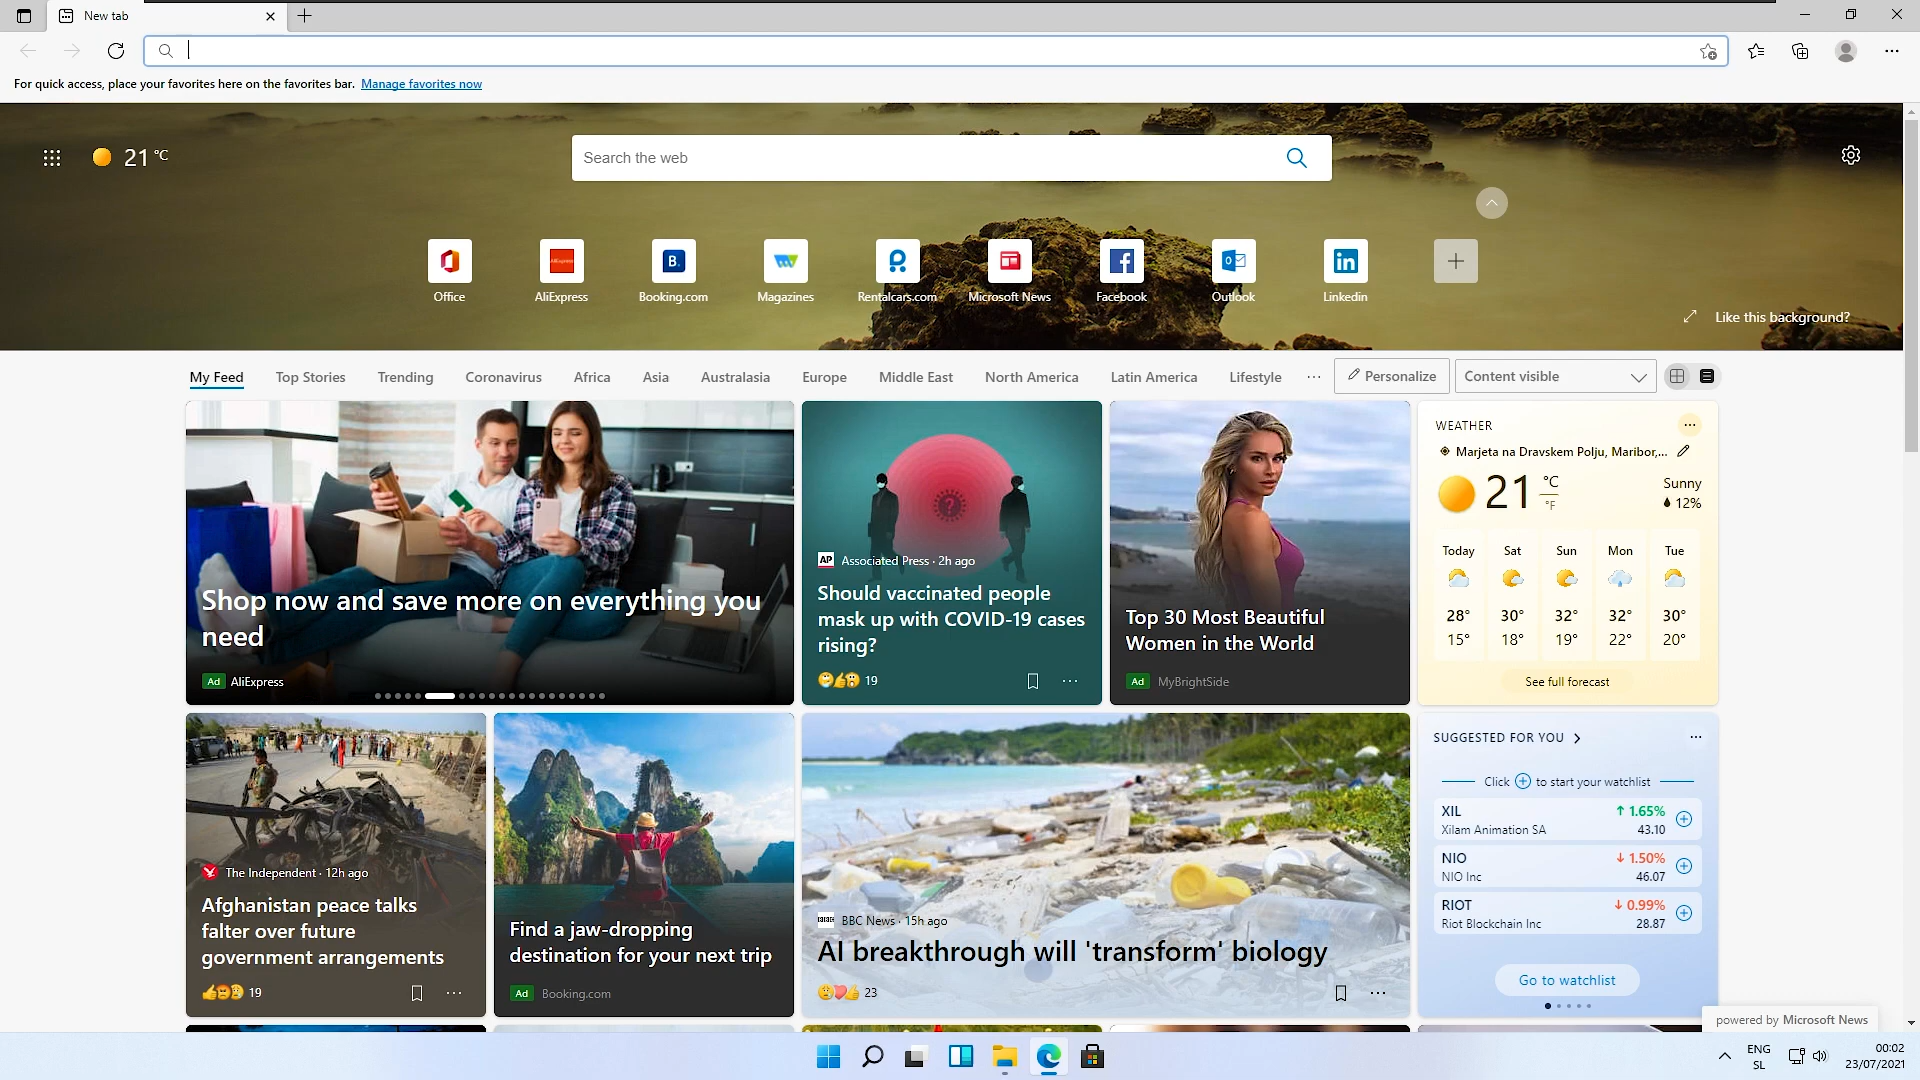 New tab
For quick access, place your favorites here on the favorites bar. Manage favorites now
21 °C
Search the web
Office
AliExpress
Booking.com
Magazines
Rentalcars.com
Microsoft News
Facebook
Outlook
Linkedin
Like this background?
My Feed
Top Stories
Trending
Coronavirus
Africa
Asia
Australasia
Europe
Middle East
North America
Latin America
Lifestyle
Personalize
Content visible
Shop now and save more on everything you
need
Ad AliExpress
AP Associated Press · 2h ago
Should vaccinated people
mask up with COVID-19 cases
rising?
19
Top 30 Most Beautiful
Women in the World
Ad MyBrightSide
WEATHER
Marjeta na Dravskem Polju, Maribor,...
21 °C
°F
Sunny
12%
Today Sat Sun Mon Tue
28° 30° 32° 32° 30°
15° 18° 19° 22° 20°
See full forecast
The Independent · 12h ago
Afghanistan peace talks
falter over future
government arrangements
19
Find a jaw-dropping
destination for your next trip
Ad Booking.com
BBC BBC News · 15h ago
AI breakthrough will 'transform' biology
23
SUGGESTED FOR YOU
Click + to start your watchlist
XIL 1.65%
Xilam Animation SA 43.10
NIO 1.50%
NIO Inc 46.07
RIOT 0.99%
Riot Blockchain Inc 28.87
Go to watchlist
powered by Microsoft News
ENG
SL
00:02
23/07/2021